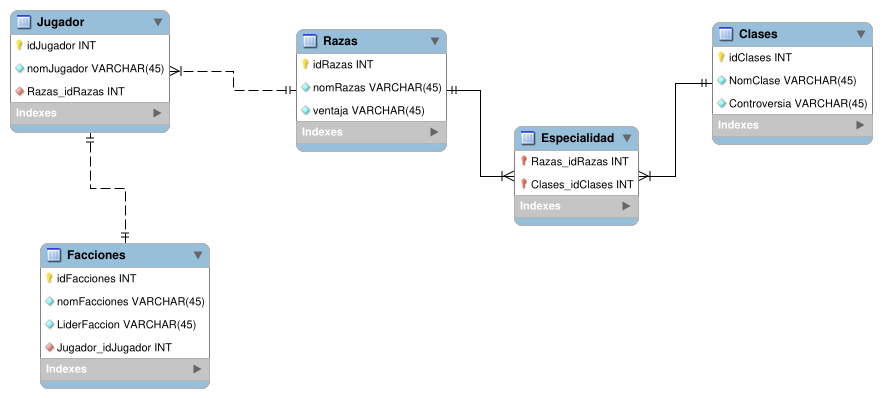 Jugador
idJugador INT
nomJugador VARCHAR(45)
Razas_idRazas INT
Indexes
Razas
idRazas INT
nomRazas VARCHAR(45)
ventaja VARCHAR(45)
Indexes
Clases
idClases INT
NomClase VARCHAR(45)
Controversia VARCHAR(45)
Indexes
Especialidad
Razas_idRazas INT
Clases_idClases INT
Indexes
Facciones
idFacciones INT
nomFacciones VARCHAR(45)
LiderFaccion VARCHAR(45)
Jugador_idJugador INT
Indexes